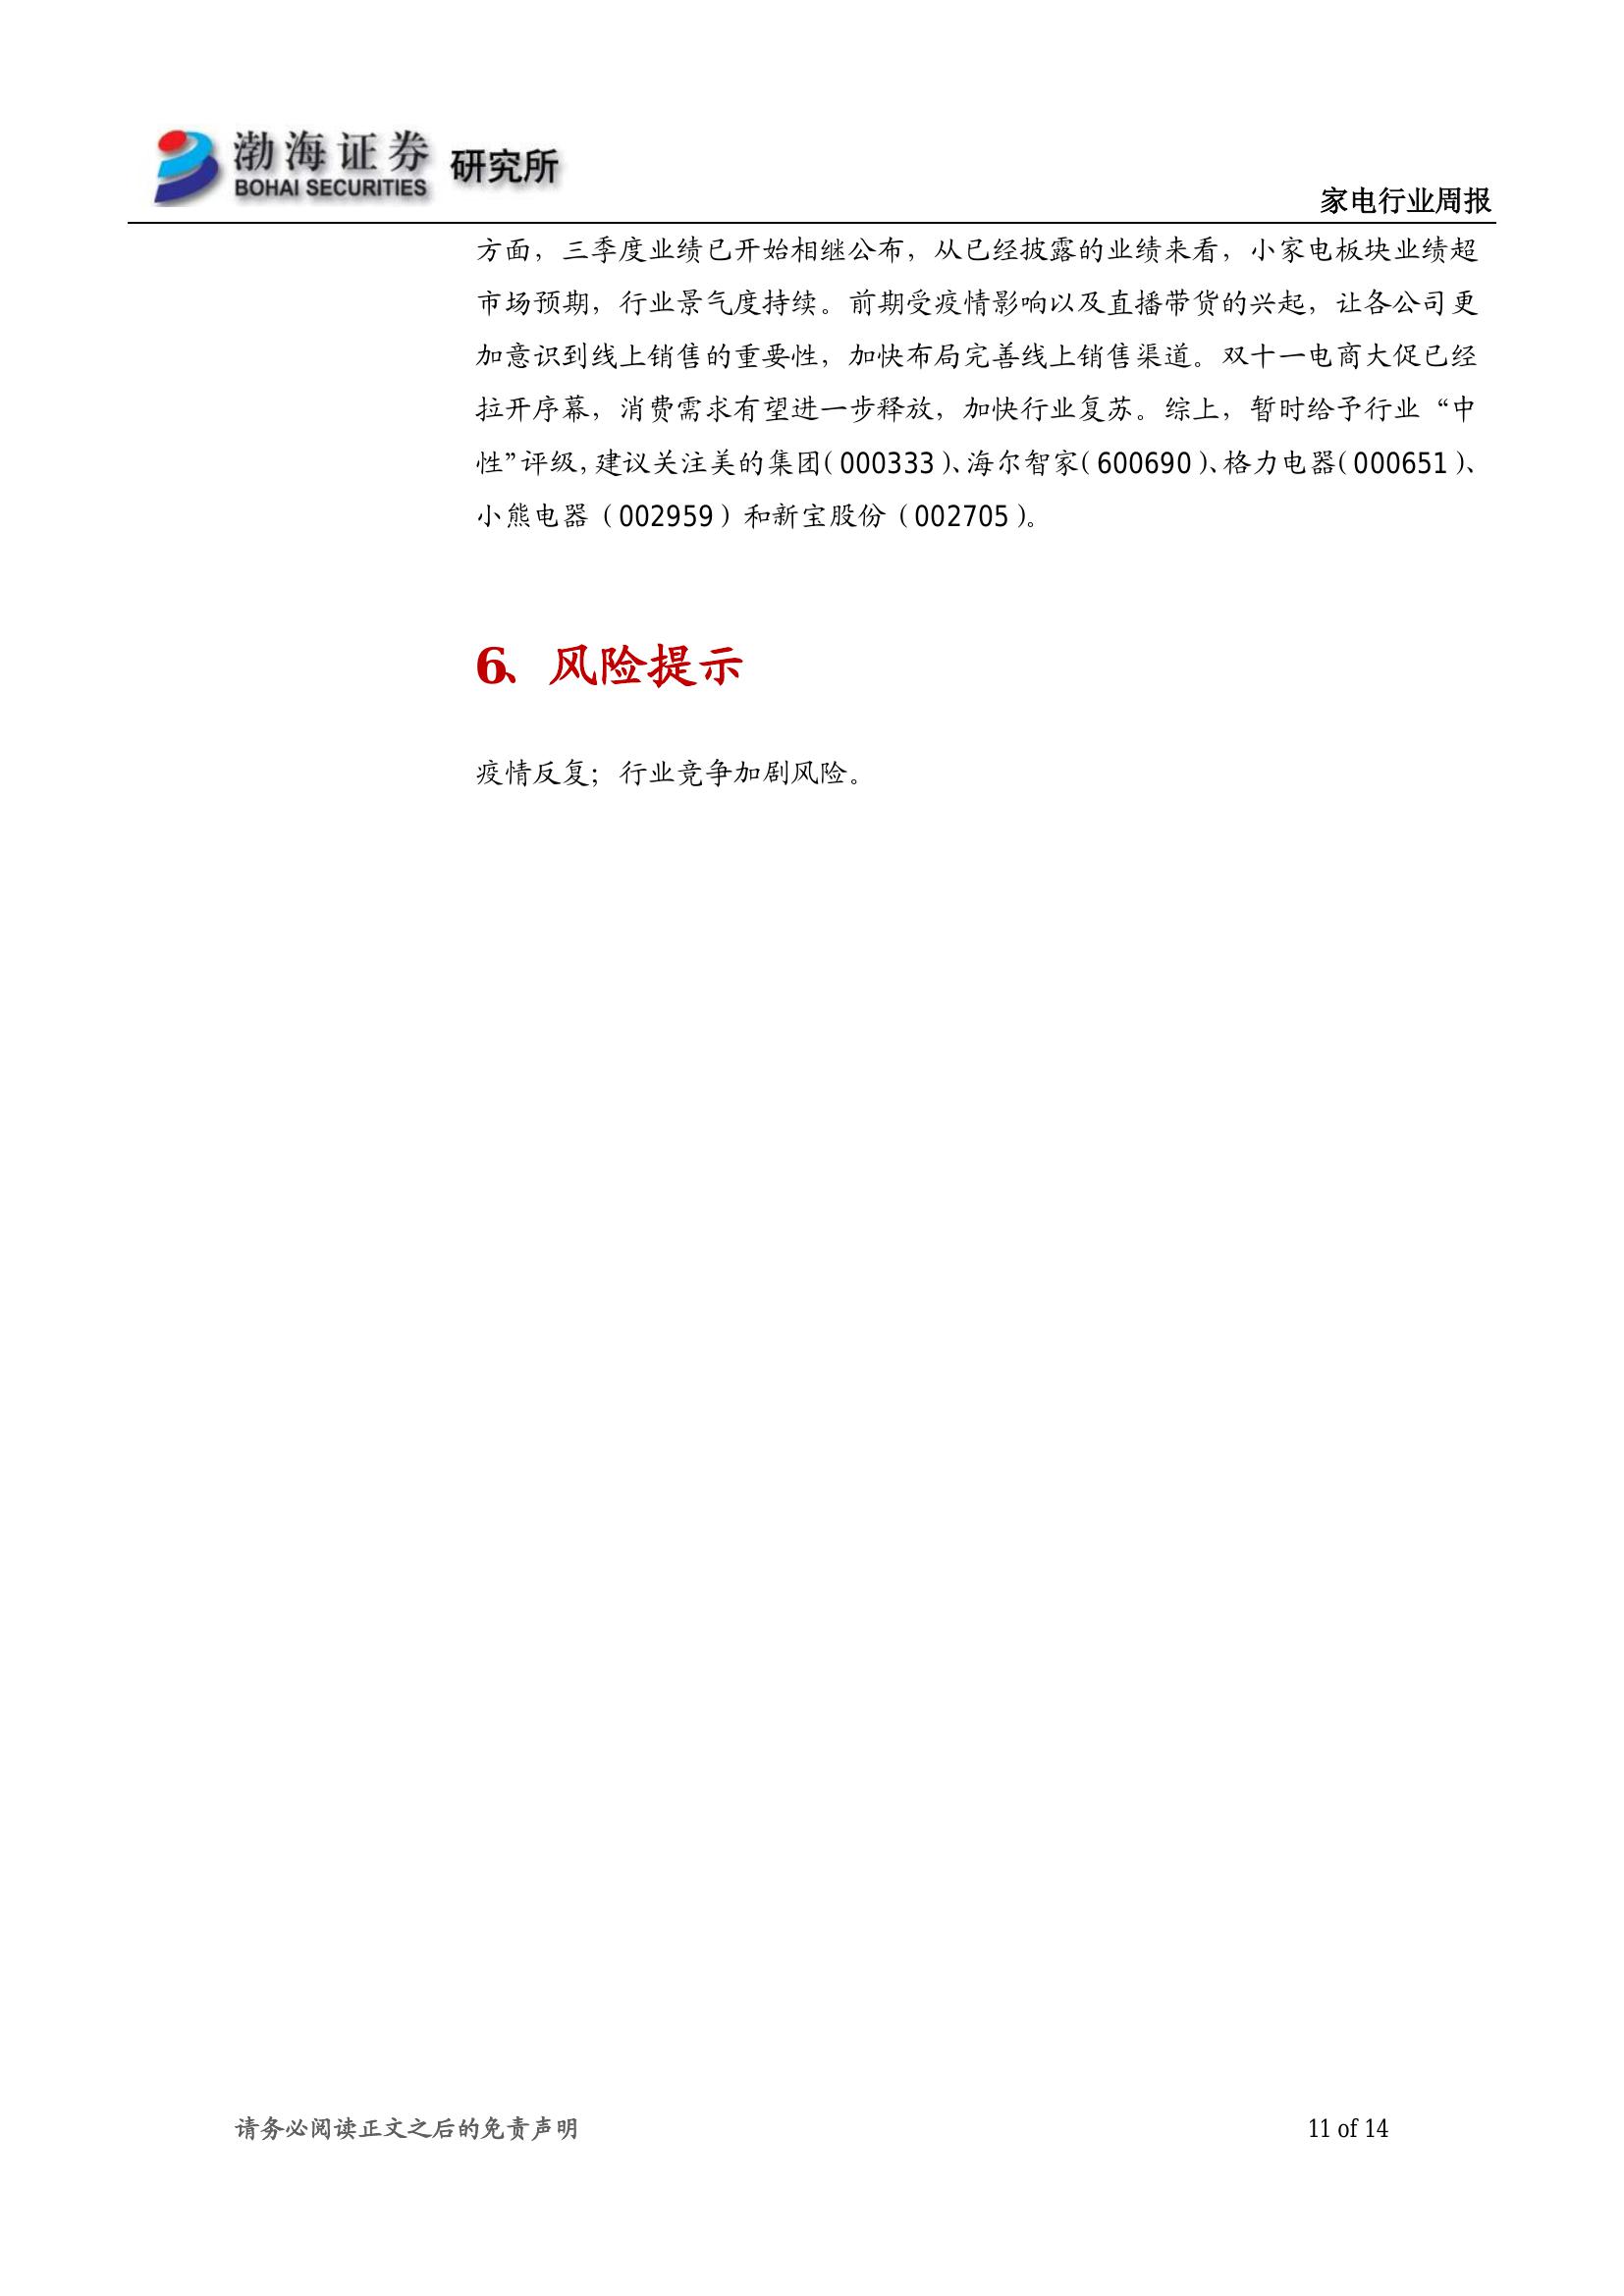 渤海证券 研究所
BOHAI SECURITIES
家电行业周报
方面，三季度业绩已开始相继公布，从已经披露的业绩来看，小家电板块业绩超
市场预期，行业景气度持续。前期受疫情影响以及直播带货的兴起，让各公司更
加意识到线上销售的重要性，加快布局完善线上销售渠道。双十一电商大促已经
拉开序幕，消费需求有望进一步释放，加快行业复苏。综上，暂时给予行业“中
性”评级，建议关注美的集团（000333）、海尔智家（600690）、格力电器（000651）、
小熊电器（002959）和新宝股份（002705）。
6、风险提示
疫情反复；行业竞争加剧风险。
请务必阅读正文之后的免责声明
11 of 14